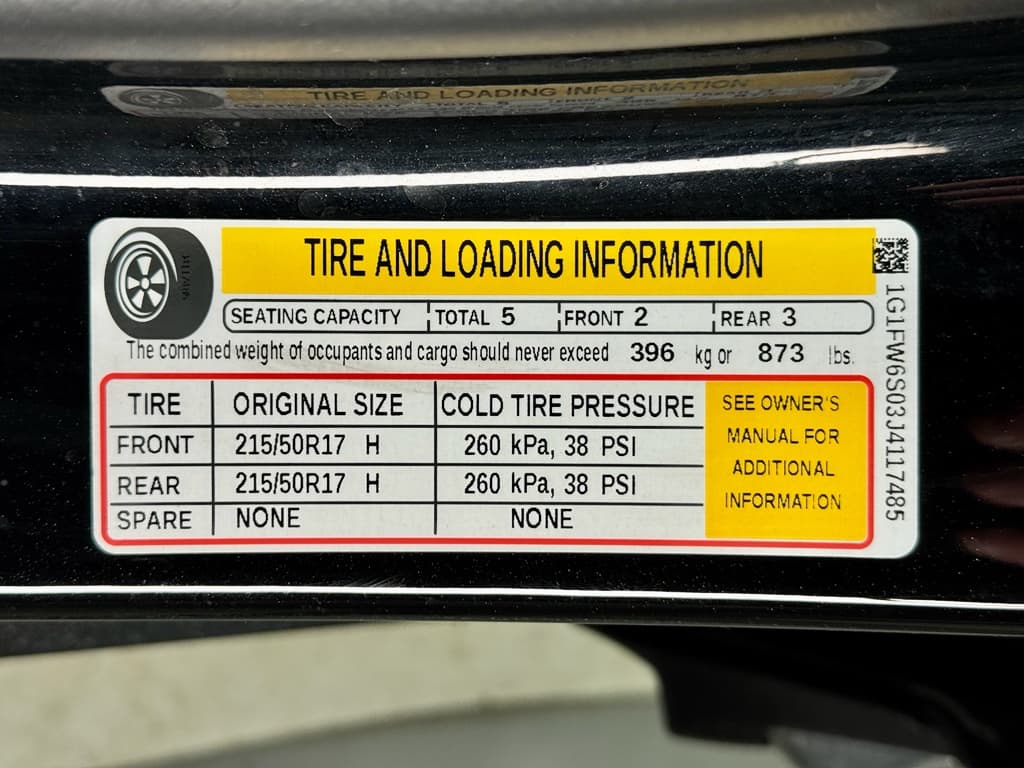 TIRE AND LOADING INFORMATION
SEATING CAPACITY TOTAL 5 FRONT 2 REAR 3
The combined weight of occupants and cargo should never exceed 396 kg or 873 lbs.
TIRE ORIGINAL SIZE COLD TIRE PRESSURE
FRONT 215/50R17 H 260 kPa, 38 PSI
REAR 215/50R17 H 260 kPa, 38 PSI
SPARE NONE NONE
SEE OWNER'S
MANUAL FOR
ADDITIONAL
INFORMATION
1G1FW6S03J4117485